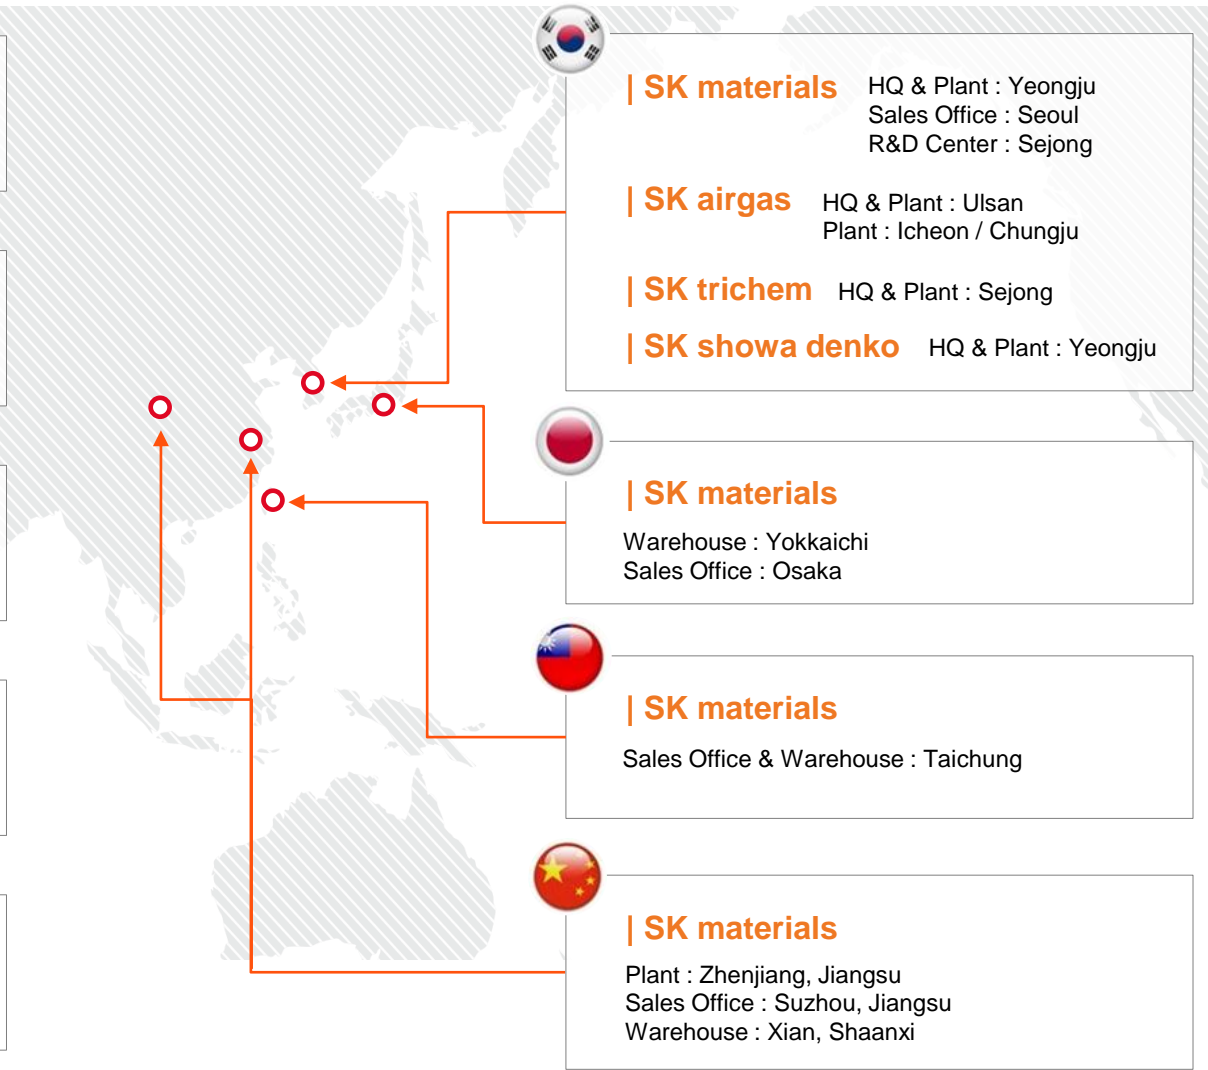 | SK materials HQ & Plant : Yeongju
Sales Office : Seoul
R&D Center : Sejong
| SK airgas HQ & Plant : Ulsan
Plant : Icheon / Chungju
| SK trichem HQ & Plant : Sejong
| SK showa denko HQ & Plant : Yeongju
| SK materials
Warehouse : Yokkaichi
Sales Office : Osaka
| SK materials
Sales Office & Warehouse : Taichung
| SK materials
Plant : Zhenjiang, Jiangsu
Sales Office : Suzhou, Jiangsu
Warehouse : Xian, Shaanxi